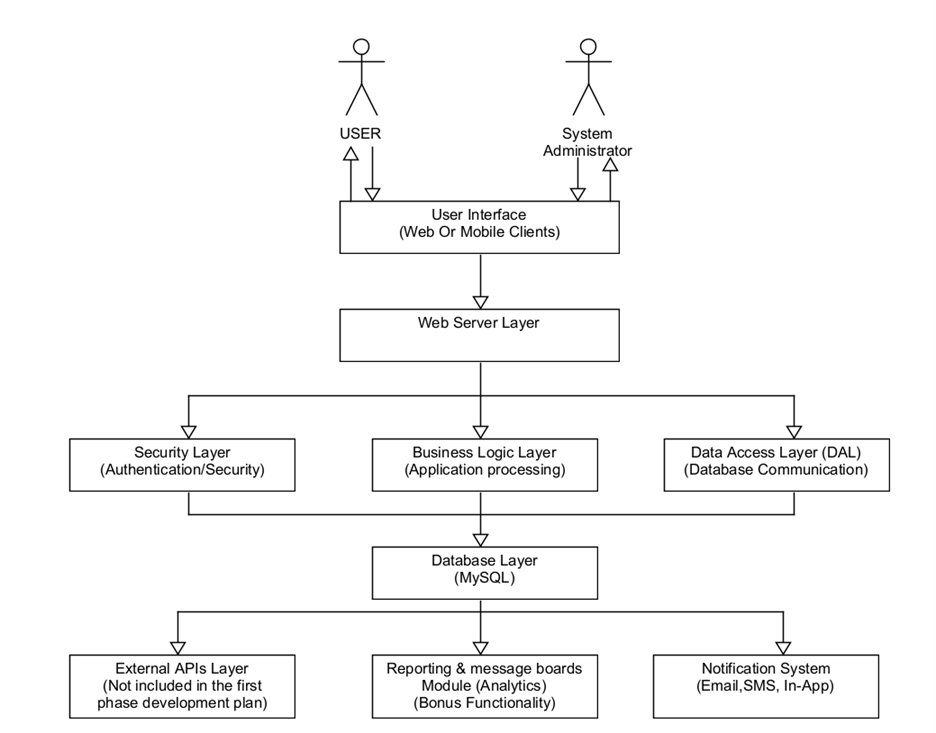 USER
System
Administrator
User Interface
(Web Or Mobile Clients)
Web Server Layer
Security Layer
(Authentication/Security)
Business Logic Layer
(Application processing)
Data Access Layer (DAL)
(Database Communication)
Database Layer
(MySQL)
External APIs Layer
(Not included in the first
phase development plan)
Reporting & message boards
Module (Analytics)
(Bonus Functionality)
Notification System
(Email,SMS, In-App)